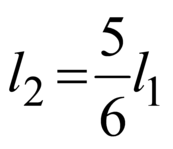 l₂ = 5/6 l₁